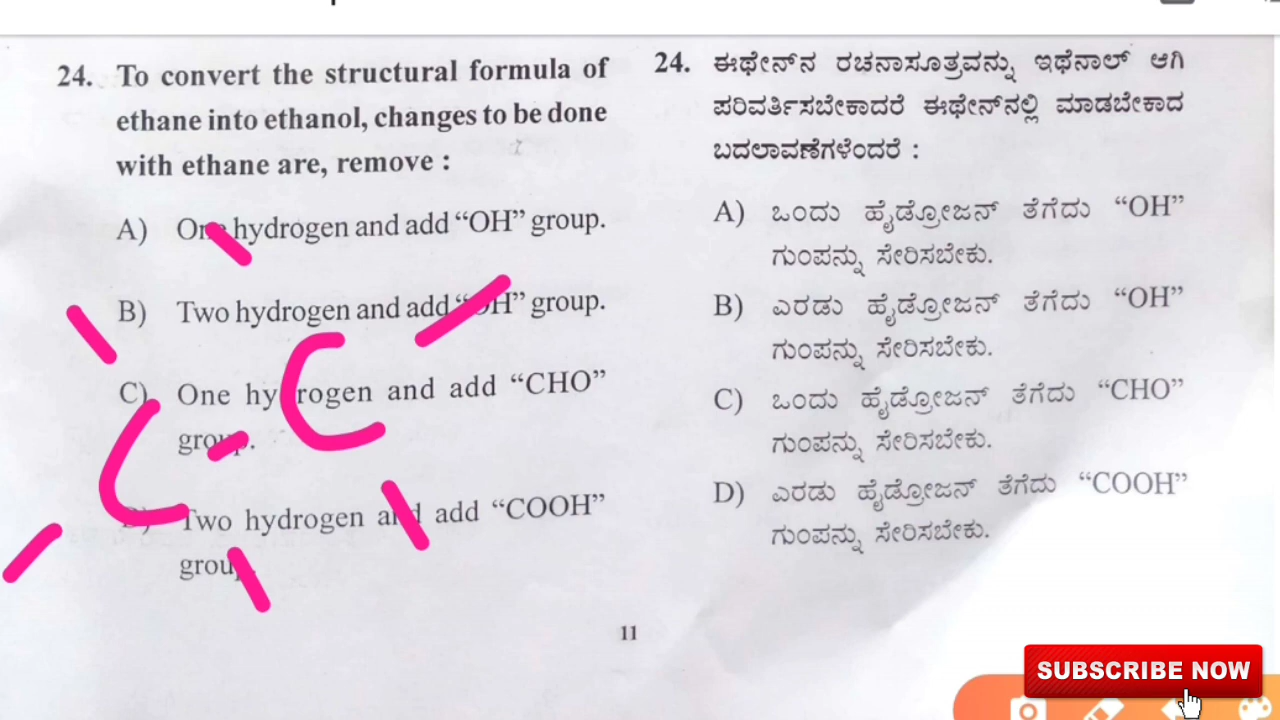 24. To convert the structural formula of
ethane into ethanol, changes to be done
with ethane are, remove :
A) One hydrogen and add “OH” group.
B) Two hydrogen and add “OH” group.
C) One hydrogen and add “CHO”
group.
D) Two hydrogen and add “COOH”
group.
24. ಈಥೇನ್‌ನ ರಚನಾಸೂತ್ರವನ್ನು ಇಥೆನಾಲ್ ಆಗಿ
ಪರಿವರ್ತಿಸಬೇಕಾದರೆ ಈಥೇನ್‌ನಲ್ಲಿ ಮಾಡಬೇಕಾದ
ಬದಲಾವಣೆಗಳೆಂದರೆ :
A) ಒಂದು ಹೈಡ್ರೋಜನ್ ತೆಗೆದು “OH”
ಗುಂಪನ್ನು ಸೇರಿಸಬೇಕು.
B) ಎರಡು ಹೈಡ್ರೋಜನ್ ತೆಗೆದು “OH”
ಗುಂಪನ್ನು ಸೇರಿಸಬೇಕು.
C) ಒಂದು ಹೈಡ್ರೋಜನ್ ತೆಗೆದು “CHO”
ಗುಂಪನ್ನು ಸೇರಿಸಬೇಕು.
D) ಎರಡು ಹೈಡ್ರೋಜನ್ ತೆಗೆದು “COOH”
ಗುಂಪನ್ನು ಸೇರಿಸಬೇಕು.
C C
11
SUBSCRIBE NOW